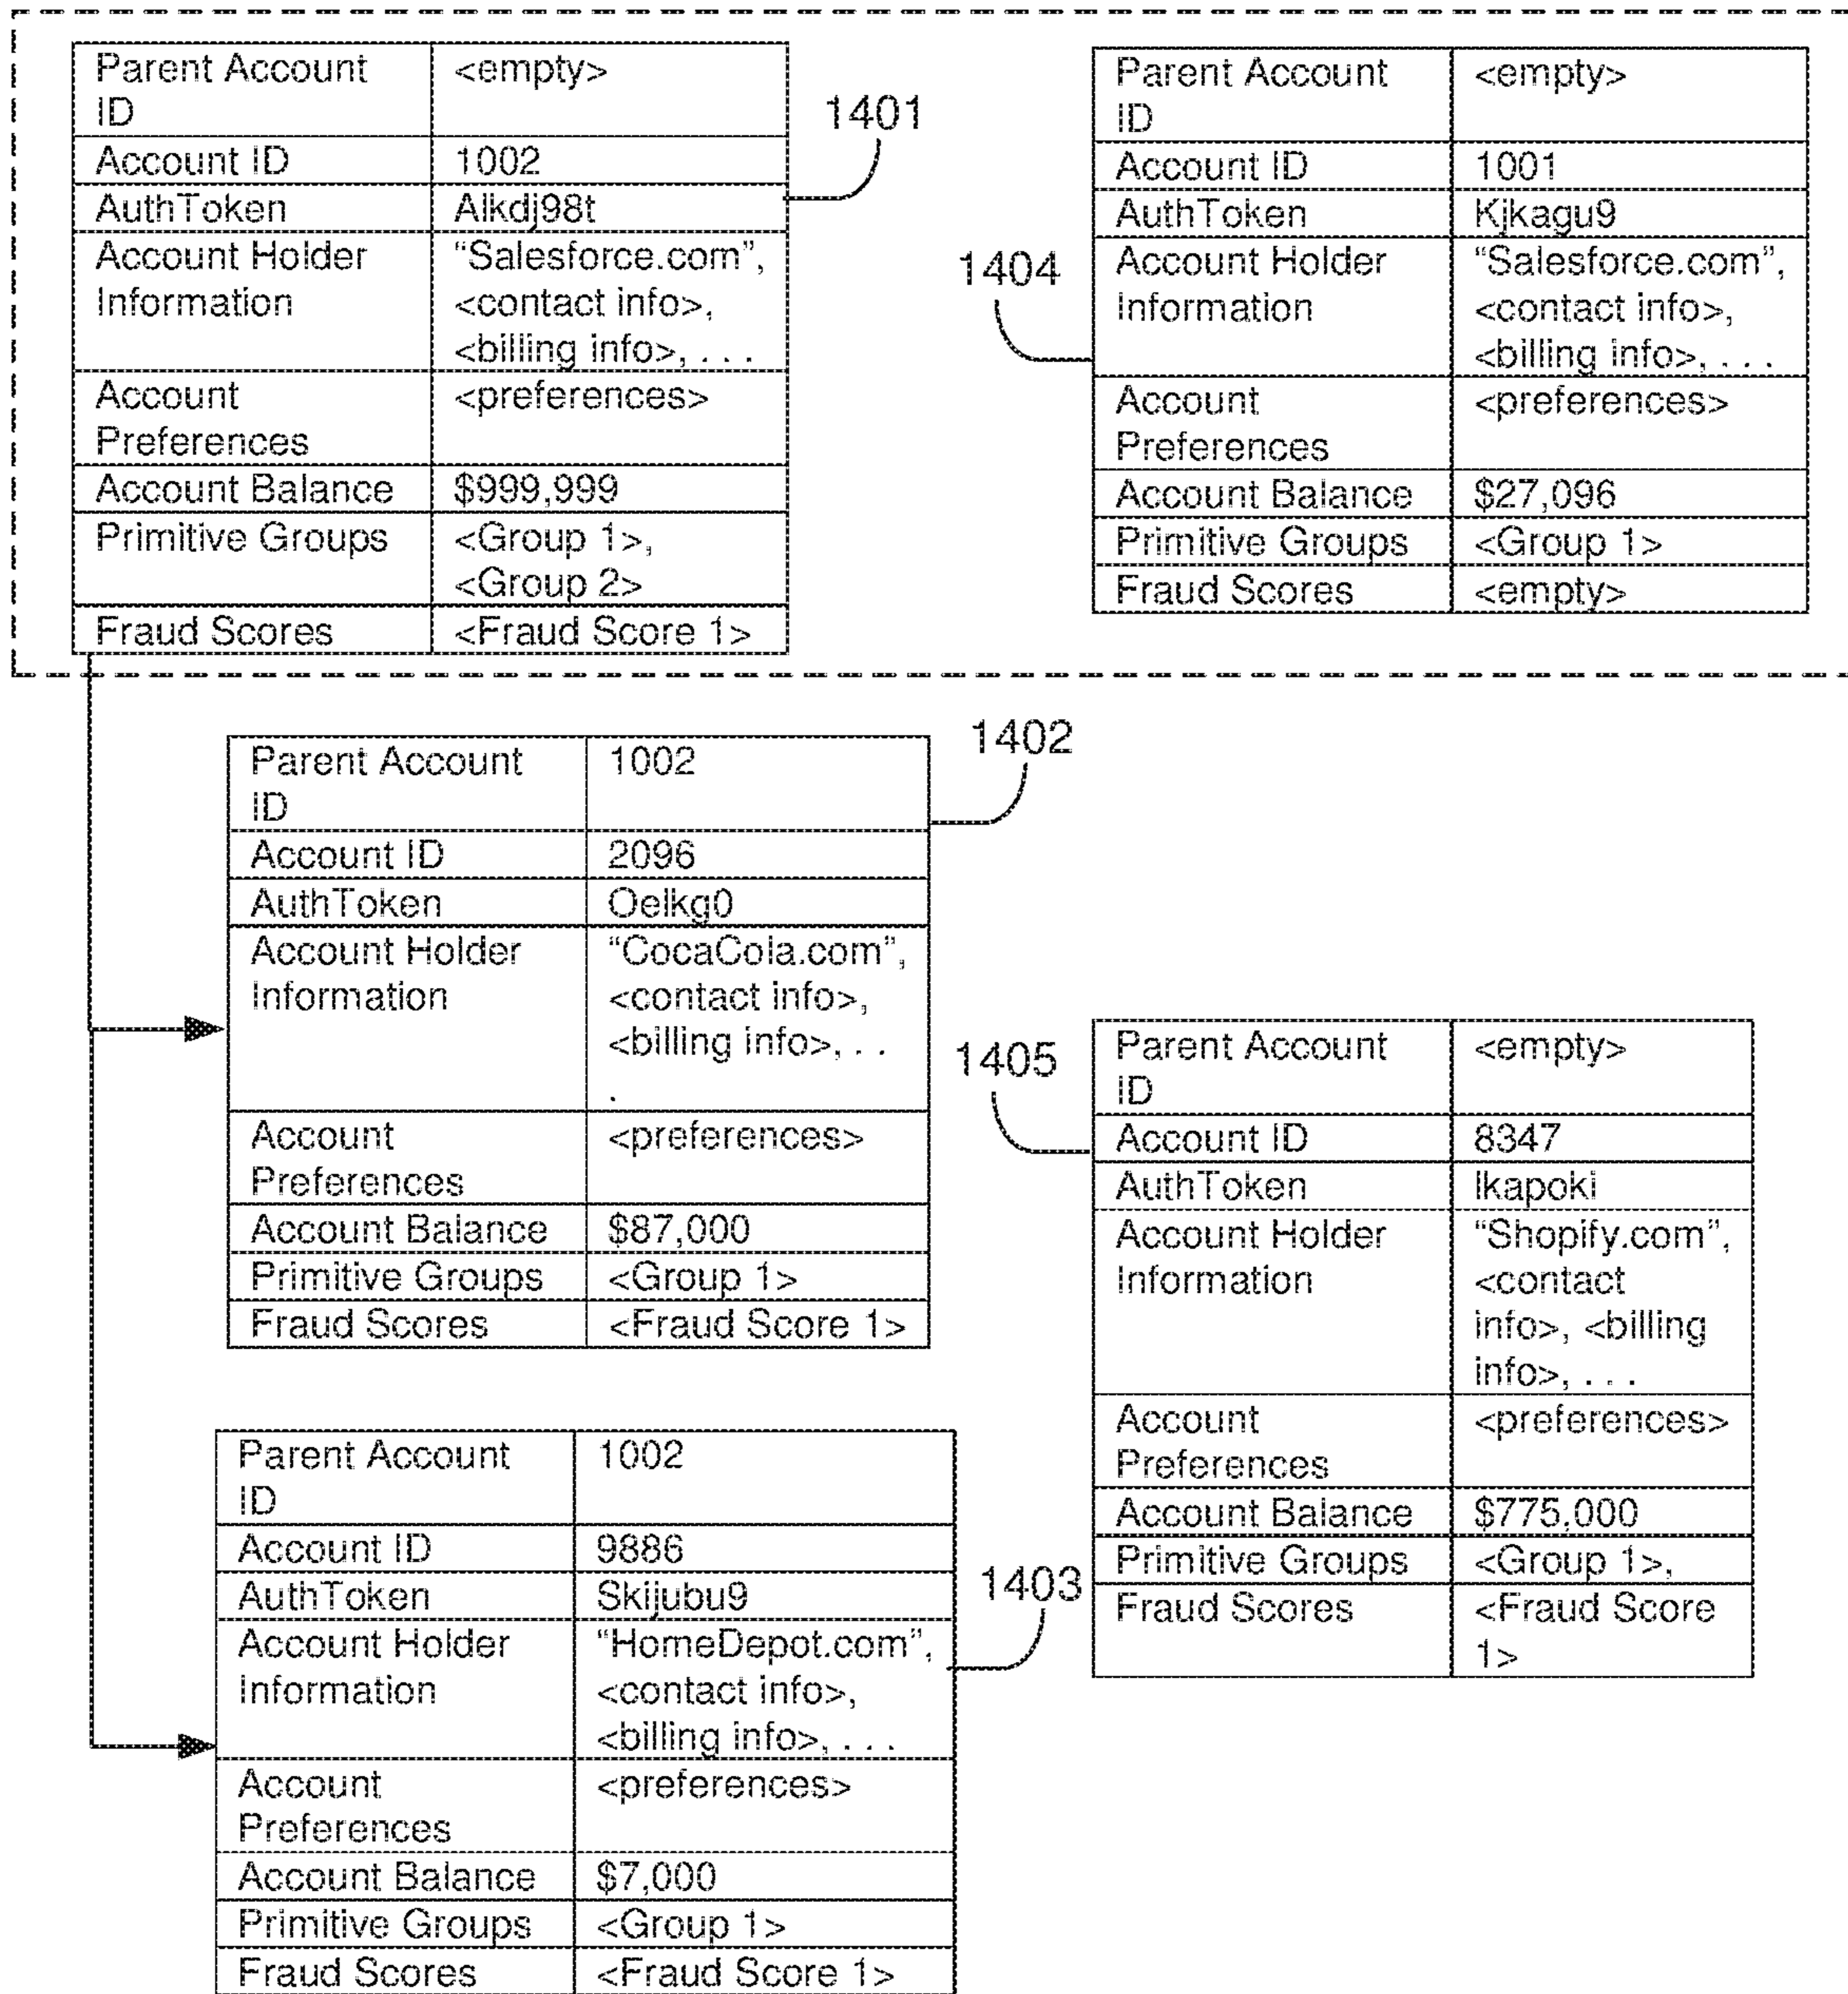 Parent Account ID <empty>
Account ID 1002
AuthToken Alkdj98t
Account Holder Information "Salesforce.com", <contact info>, <billing info>, . . .
Account Preferences <preferences>
Account Balance $999,999
Primitive Groups <Group 1>, <Group 2>
Fraud Scores <Fraud Score 1>
1401
Parent Account ID <empty>
Account ID 1001
AuthToken Kjkagu9
Account Holder Information "Salesforce.com", <contact info>, <billing info>, . . .
Account Preferences <preferences>
Account Balance $27,096
Primitive Groups <Group 1>
Fraud Scores <empty>
1404
Parent Account ID 1002
Account ID 2096
AuthToken Oelkg0
Account Holder Information "CocaCola.com", <contact info>, <billing info>, . . .
Account Preferences <preferences>
Account Balance $87,000
Primitive Groups <Group 1>
Fraud Scores <Fraud Score 1>
1402
Parent Account ID <empty>
Account ID 8347
AuthToken Ikapoki
Account Holder Information "Shopify.com", <contact info>, <billing info>, . . .
Account Preferences <preferences>
Account Balance $775,000
Primitive Groups <Group 1>,
Fraud Scores <Fraud Score 1>
1405
Parent Account ID 1002
Account ID 9886
AuthToken Skijubu9
Account Holder Information "HomeDepot.com", <contact info>, <billing info>, . . .
Account Preferences <preferences>
Account Balance $7,000
Primitive Groups <Group 1>
Fraud Scores <Fraud Score 1>
1403